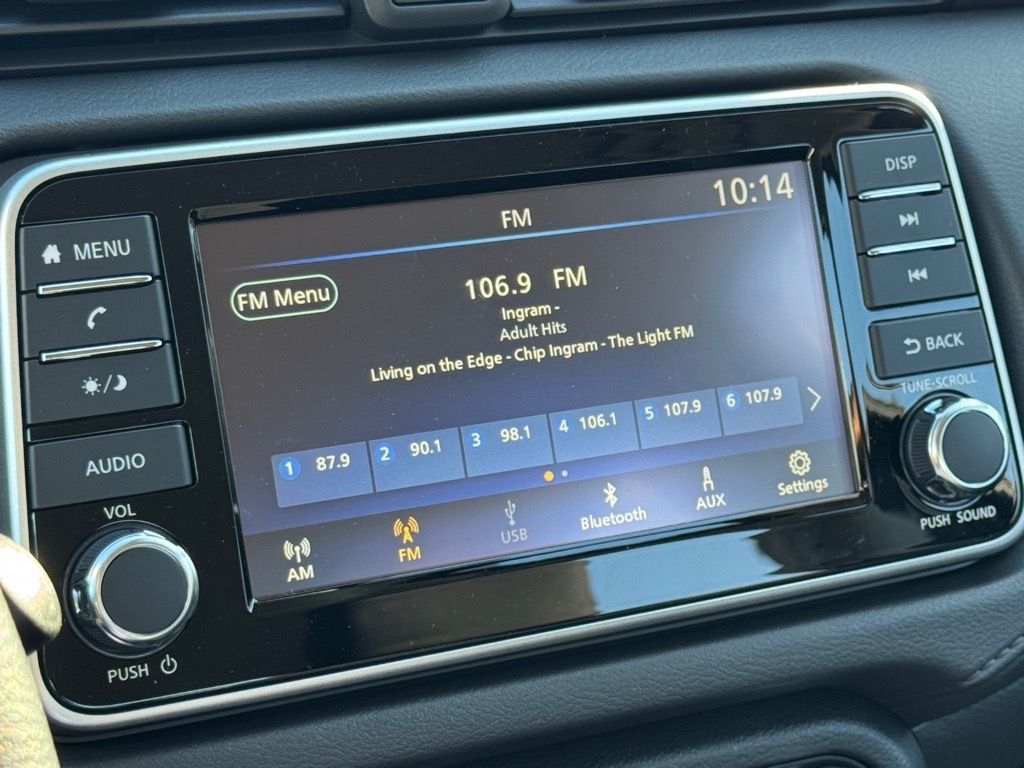 10:14
FM
MENU
FM Menu
106.9 FM
Ingram -
Adult Hits
Living on the Edge - Chip Ingram - The Light FM
1 87.9 2 90.1 3 98.1 4 106.1 5 107.9 6 107.9
AM FM USB Bluetooth AUX Settings
AUDIO
VOL
PUSH
DISP
BACK
TUNE·SCROLL
PUSH SOUND